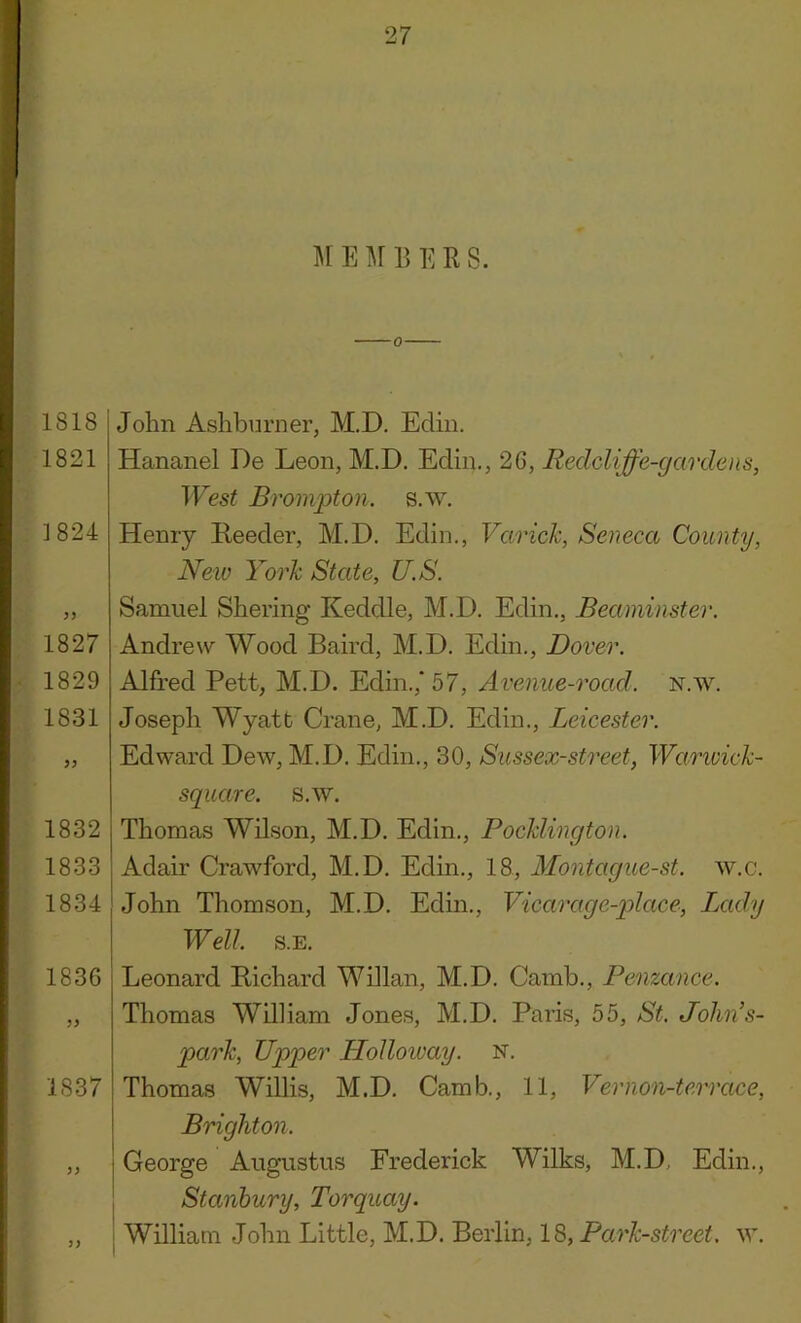 27
MEMBERS.
——o——
1818 John Ashburner, M.D. Edin.
1821 Hananel De Leon, M.D. Edin., 26, Redcliffe-gardens,
West Brompton. S.W.
1824 Henry Reeder, M.D. Edin., Varick, Seneca County,
New York State, U.S.
„ Samuel Shering Keddle, M.D. Edin., Beaminster.
1827 Andrew Wood Baird, M.D. Edin., Dover.
1829 Alfred Pett, M.D. Edin., 57, Avenue-road. N.W.
1831 Joseph Wyatt Crane, M.D. Edin., Leicester.
„ Edward Dew, M.D. Edin., 30, Sussex-street, Warwick-
square. S.W.
1832 Thomas Wilson, M.D. Edin., Pocklington.
1833 Adair Crawford, M.D. Edin., 18, Montague-st. W.C.
1834 John Thomson, M.D. Edin., Vicarage-place, Lady
Well. S.E.
1836 Leonard Richard Willan, M.D. Camb., Penzance.
„ Thomas William Jones, M.D. Paris, 55, St. John's-
park, Upper Holloway. N.
1837 Thomas Willis, M.D. Camb., 11, Vernon-terrace,
Brighton.
„ George Augustus Frederick Wilks, M.D. Edin.,
Stanbury, Torquay.
„ William John Little, M.D. Berlin, 18, Park-street. W.